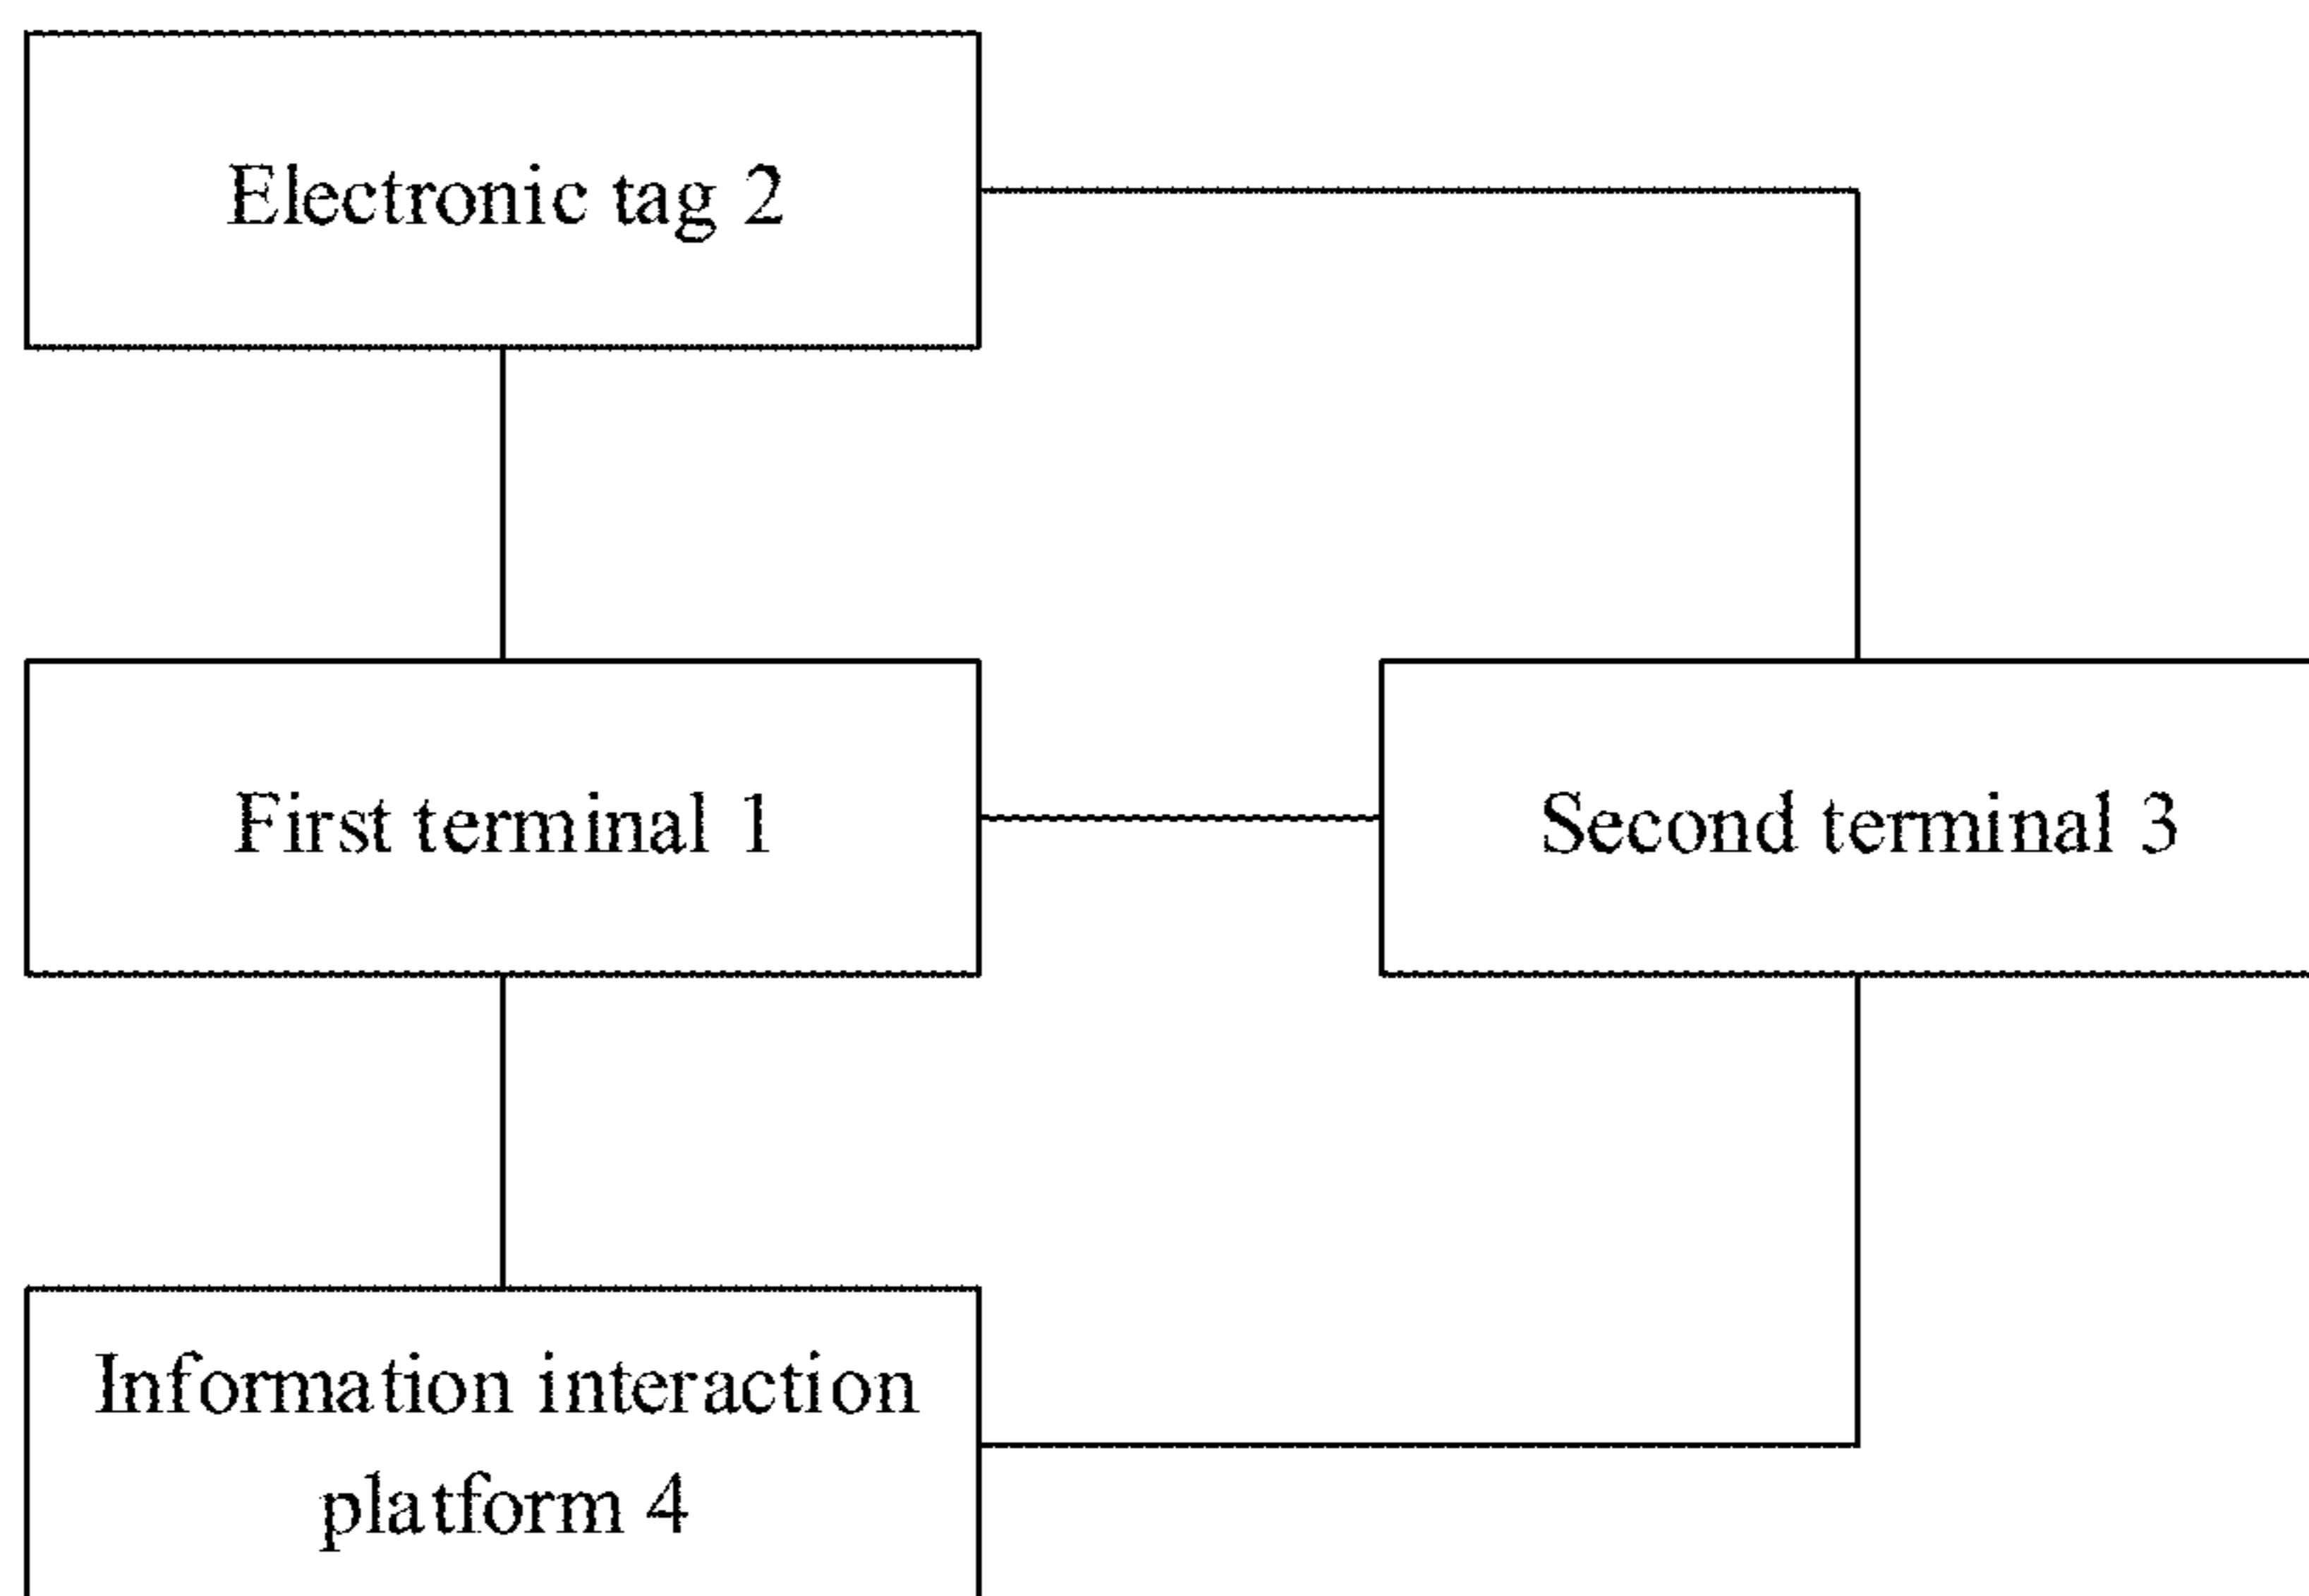 Electronic tag 2
First terminal 1
Second terminal 3
Information interaction
platform 4